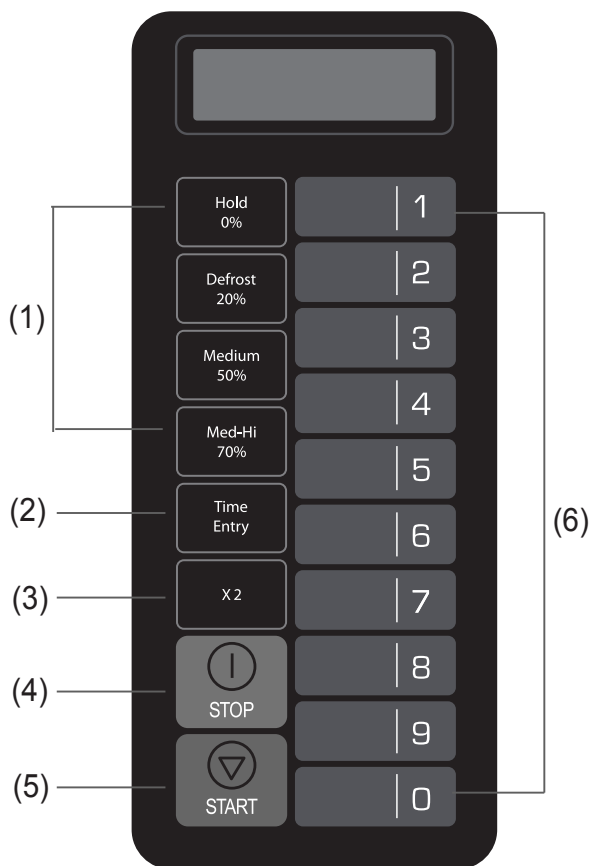 Hold
0%
Defrost
20%
Medium
50%
Med-Hi
70%
Time
Entry
X 2
STOP
START
1
2
3
4
5
6
7
8
9
0
(1)
(2)
(3)
(4)
(5)
(6)